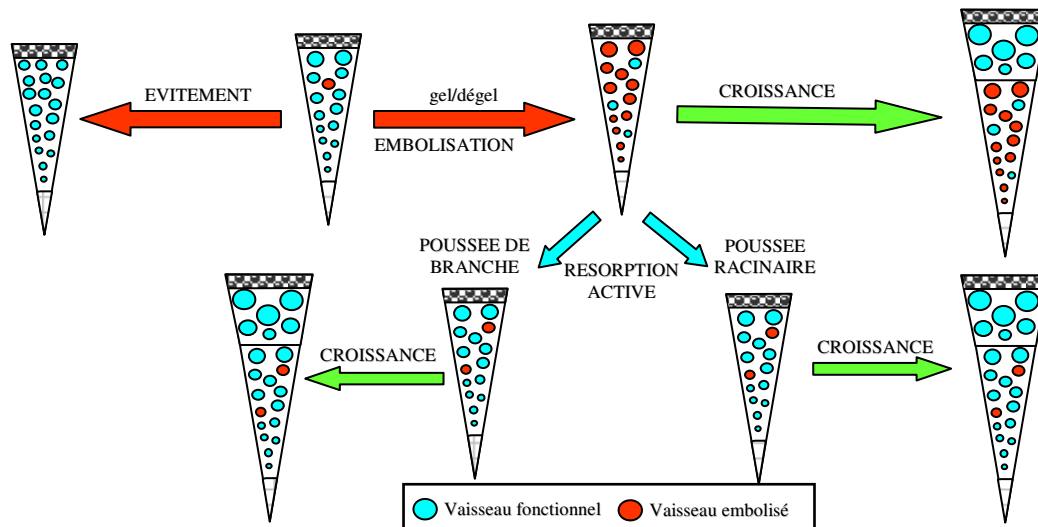 EVITEMENT
gel/dégel
EMBOLISATION
CROISSANCE
POUSSEE DE
BRANCHE
RESORPTION
ACTIVE
POUSSEE
RACINAIRE
CROISSANCE
CROISSANCE
Vaisseau fonctionnel
Vaisseau embolisé